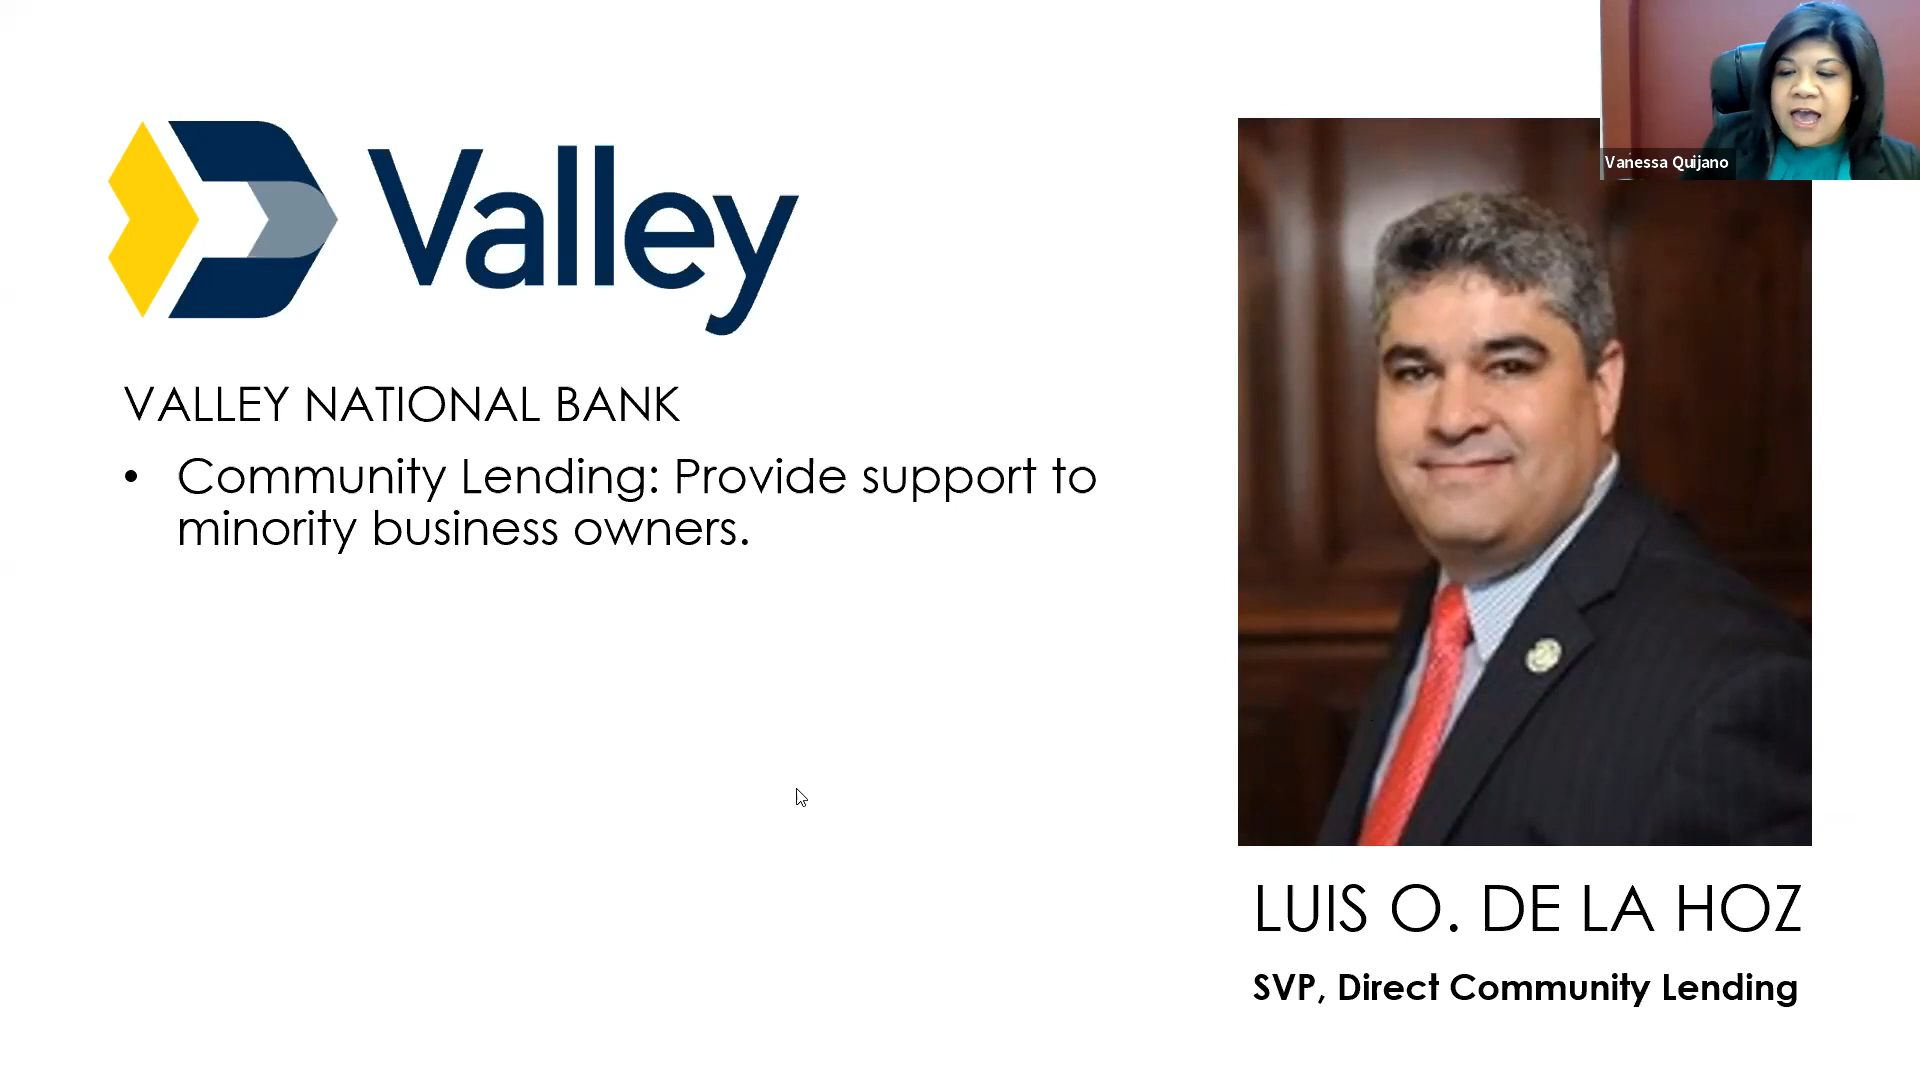 Valley
Vanessa Quijano
VALLEY NATIONAL BANK
• Community Lending: Provide support to
minority business owners.
LUIS O. DE LA HOZ
SVP, Direct Community Lending